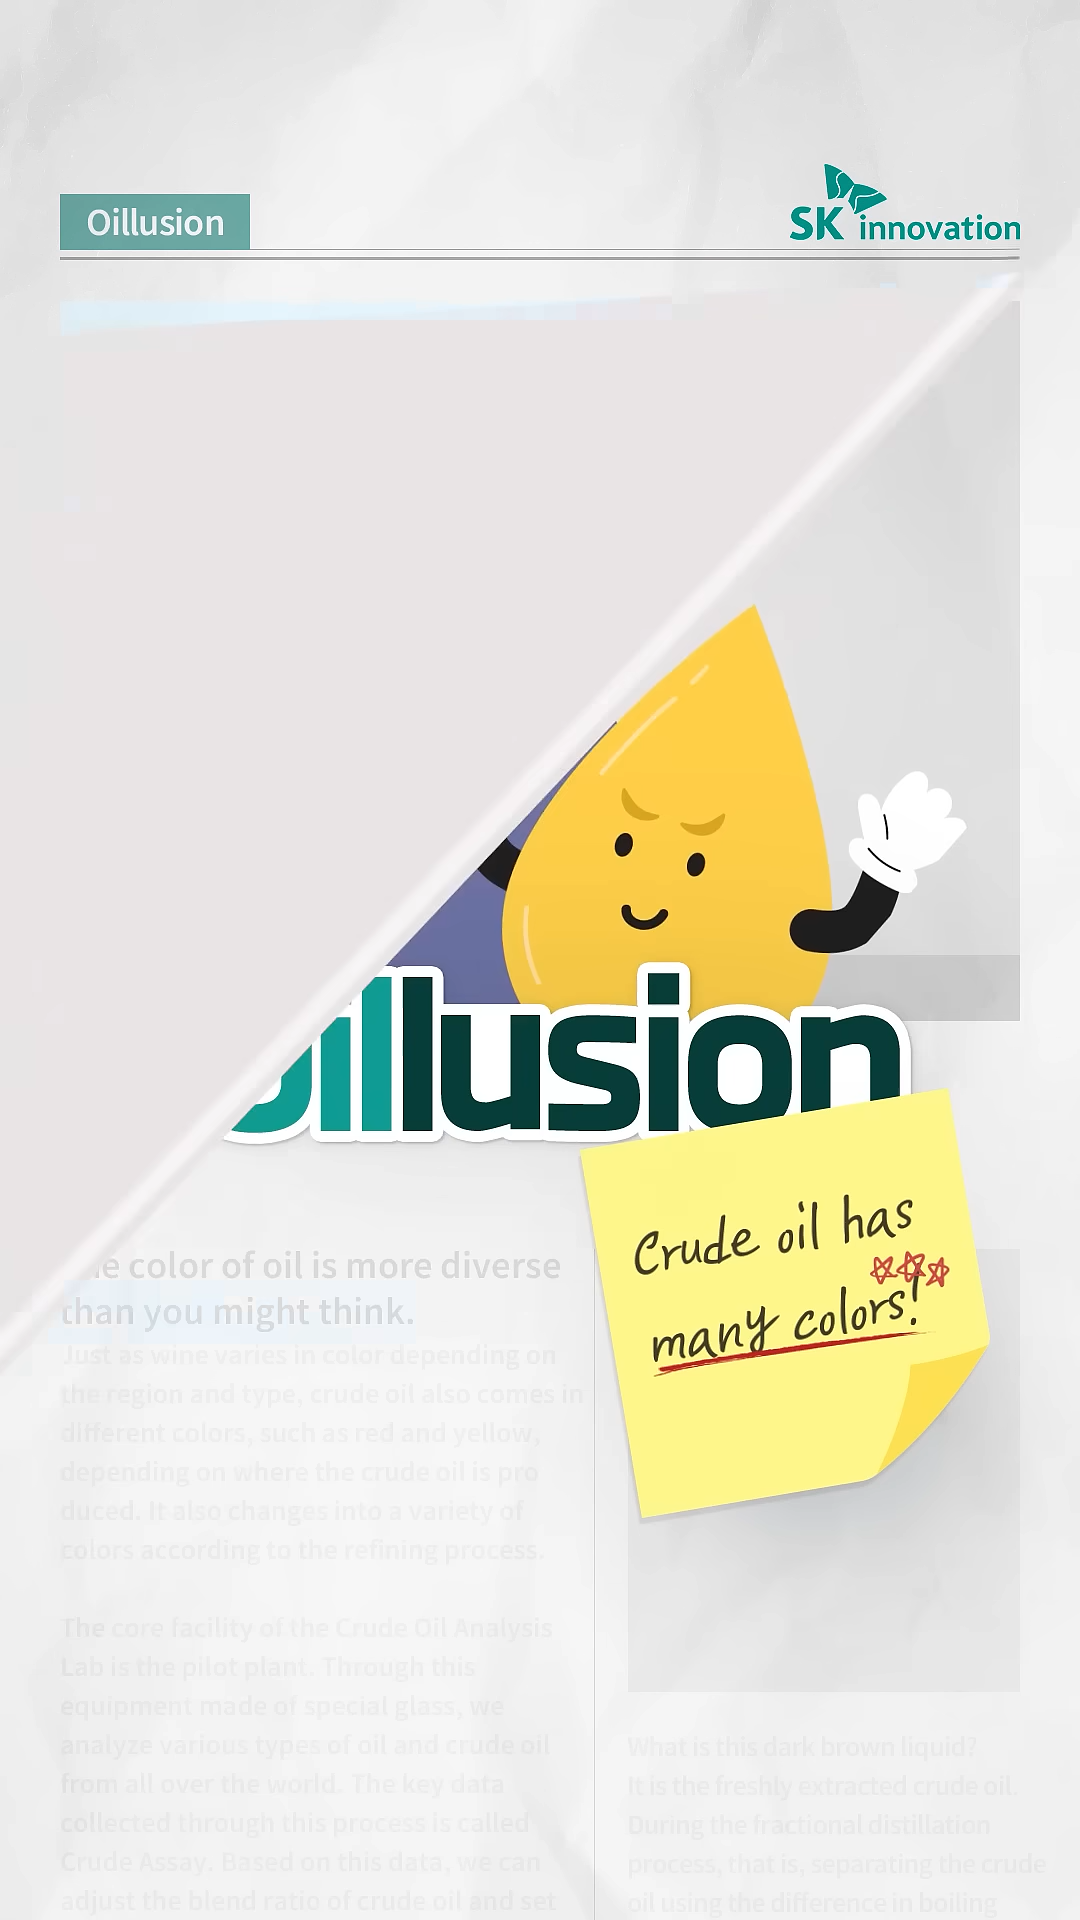 Oillusion
SK innovation
Oillusion
Crude oil has
many colors!
color of oil is more diverse
than you might think.
Just as wine varies in color depending on
the region and type, crude oil also comes in
different colors, such as red and yellow,
depending on where the crude oil is pro
duced. It also changes into a variety of
colors according to the refining process.
The core facility of the Crude Oil Analysis
Lab is the pilot plant. Through this
equipment made of special glass, we
analyze various types of oil and crude oil
from all over the world. The key data
collected through this process is called
Crude Assay. Based on this data, we can
adjust the blend ratio of crude oil and set
What is this dark brown liquid?
It is the freshly extracted crude oil.
During the fractional distillation
process, that is, separating the crude
oil using the difference in boiling